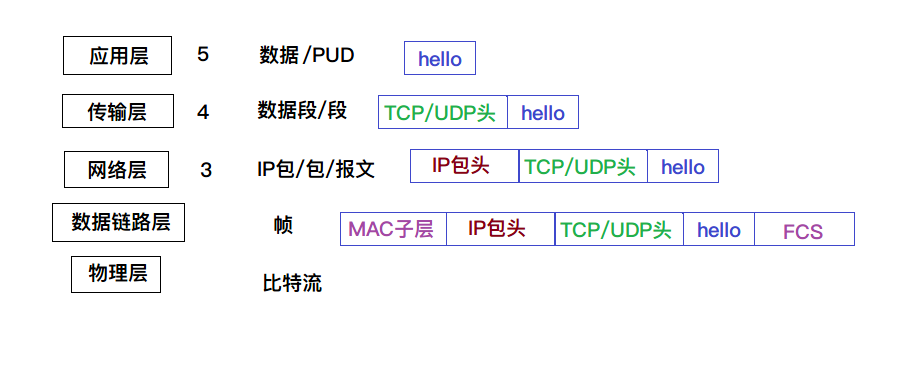 应用层 5 数据/PUD hello
传输层 4 数据段/段 TCP/UDP头 hello
网络层 3 IP包/包/报文 IP包头 TCP/UDP头 hello
数据链路层 帧 MAC子层 IP包头 TCP/UDP头 hello FCS
物理层 比特流